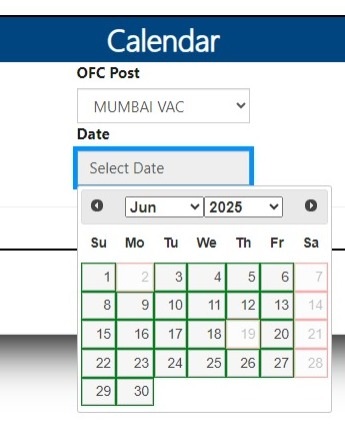 Calendar
OFC Post
MUMBAI VAC
Date
Select Date
Jun 2025
Su Mo Tu We Th Fr Sa
1 2 3 4 5 6 7
8 9 10 11 12 13 14
15 16 17 18 19 20 21
22 23 24 25 26 27 28
29 30